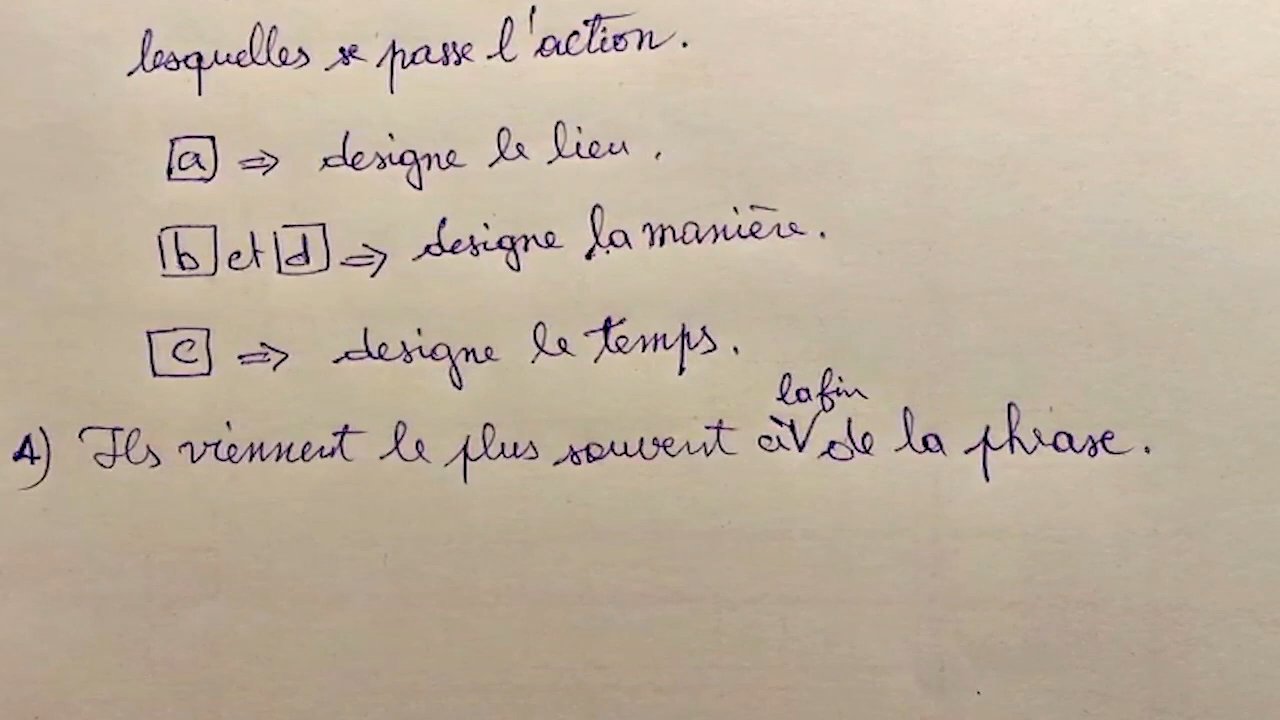 lesquelles se passe l'action.
a ⇒ designe le lieu.
b et d ⇒ designe la manière.
c ⇒ designe le temps.
4) Ils viennent le plus souvent à la fin de la phrase.